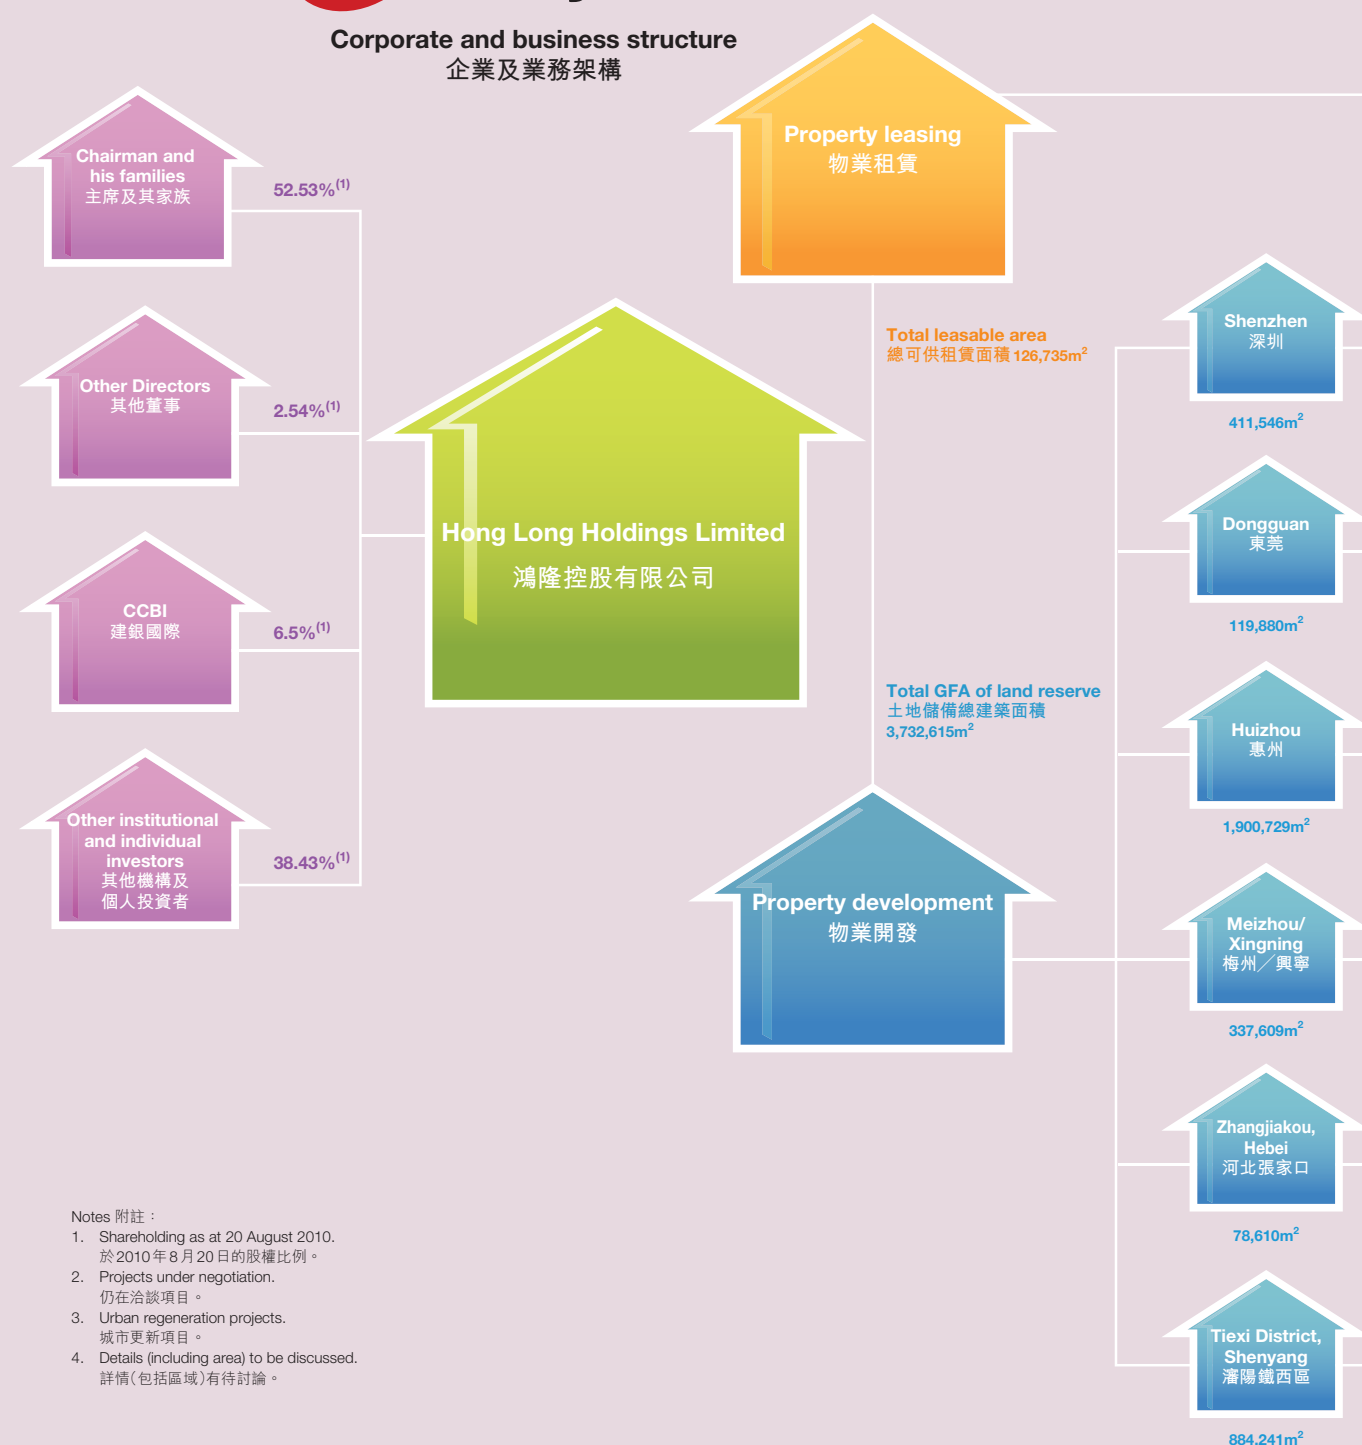 Corporate and business structure
企業及業務架構
Chairman and
his families
主席及其家族
52.53%(1)
Other Directors
其他董事
2.54%(1)
CCBI
建銀國際
6.5%(1)
Other institutional
and individual
investors
其他機構及
個人投資者
38.43%(1)
Hong Long Holdings Limited
鴻隆控股有限公司
Property leasing
物業租賃
Total leasable area
總可供租賃面積 126,735m²
Total GFA of land reserve
土地儲備總建築面積
3,732,615m²
Property development
物業開發
Shenzhen
深圳
411,546m²
Dongguan
東莞
119,880m²
Huizhou
惠州
1,900,729m²
Meizhou/
Xingning
梅州╱興寧
337,609m²
Zhangjiakou,
Hebei
河北張家口
78,610m²
Tiexi District,
Shenyang
瀋陽鐵西區
884,241m²
Notes 附註：
1. Shareholding as at 20 August 2010.
於2010年8月20日的股權比例。
2. Projects under negotiation.
仍在洽談項目。
3. Urban regeneration projects.
城市更新項目。
4. Details (including area) to be discussed.
詳情(包括區域)有待討論。